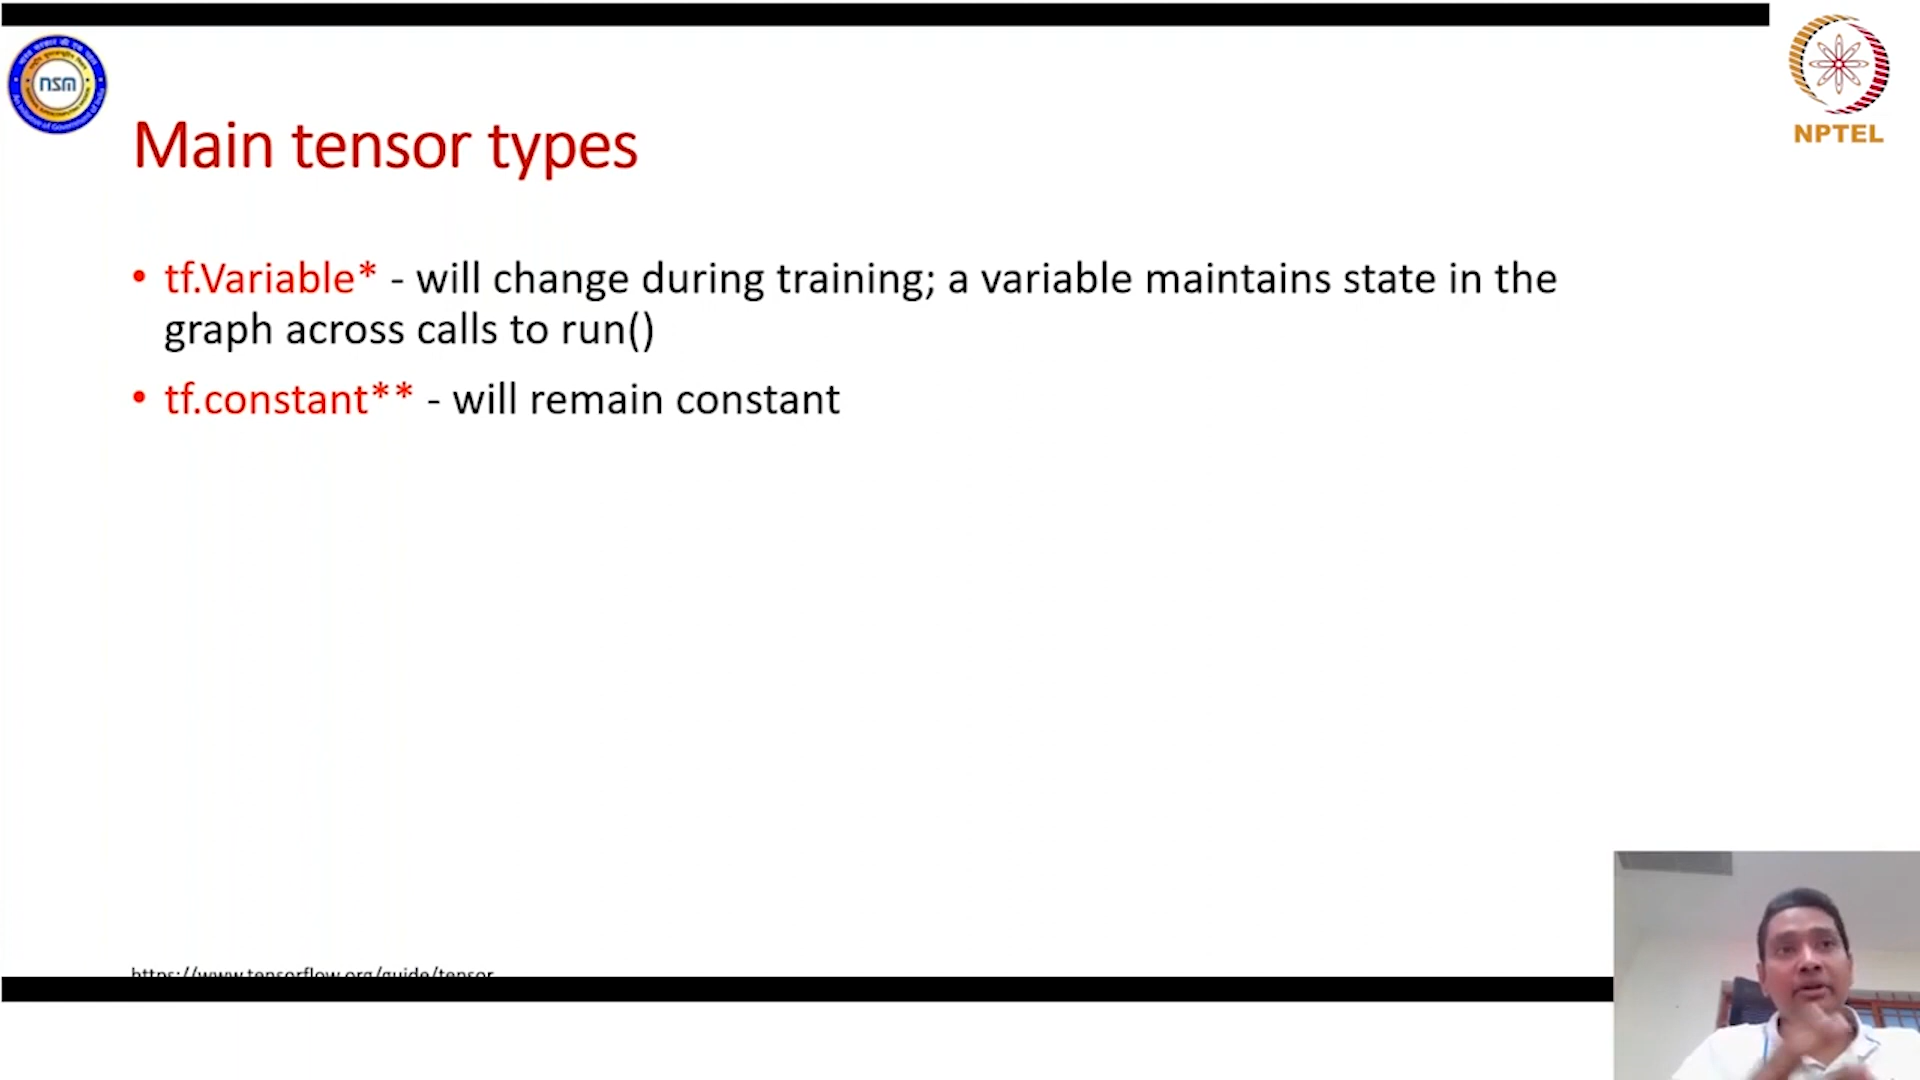 nsm
NPTEL
Main tensor types
• tf.Variable* - will change during training; a variable maintains state in the
graph across calls to run()
• tf.constant** - will remain constant
https://www.tensorflow.org/guide/tensor